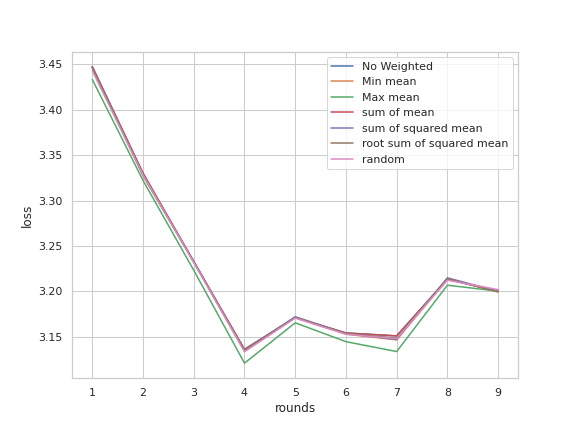 3.45
3.40
3.35
3.30
3.25
3.20
3.15
loss
No Weighted
Min mean
Max mean
sum of mean
sum of squared mean
root sum of squared mean
random
1 2 3 4 5 6 7 8 9
rounds